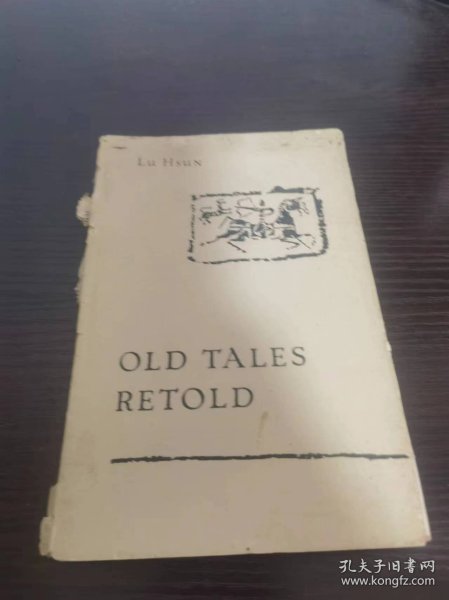 Lu Hsun
OLD TALES
RETOLD
孔夫子旧书网
www.kongfz.com